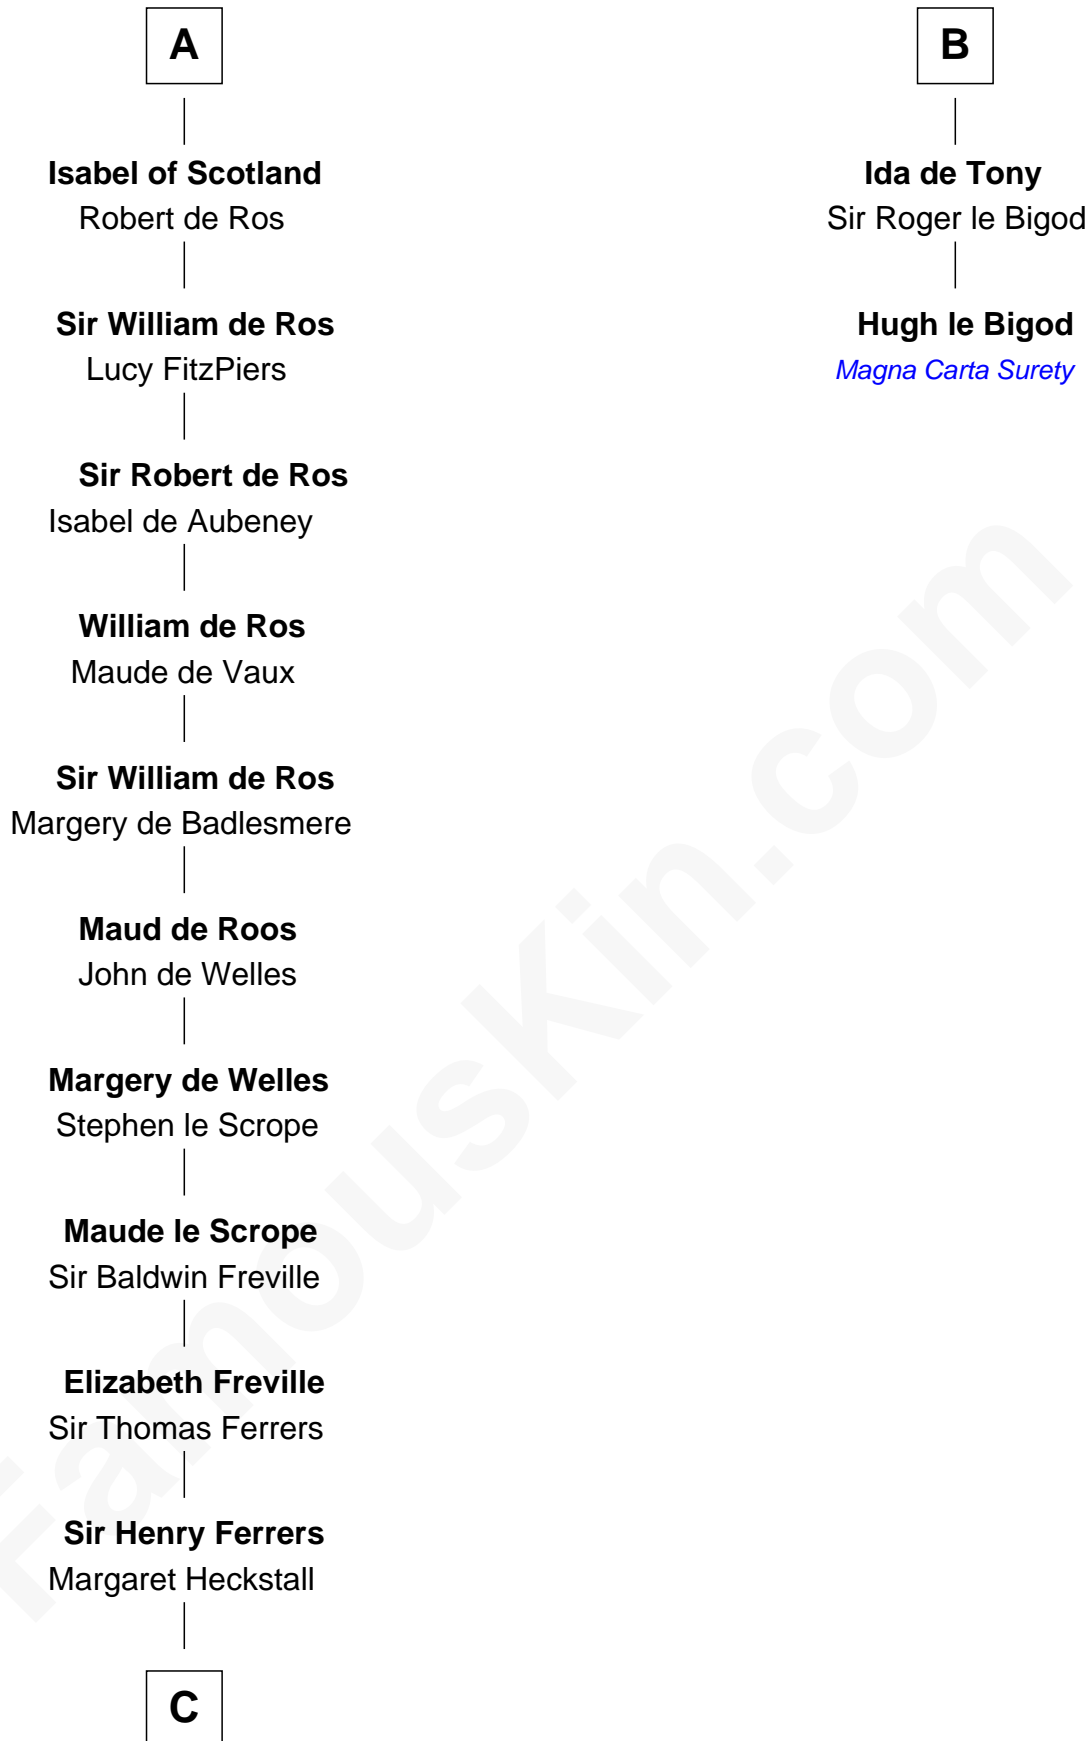 A
Isabel of Scotland
Robert de Ros
Sir William de Ros
Lucy FitzPiers
Sir Robert de Ros
Isabel de Aubeney
William de Ros
Maude de Vaux
Sir William de Ros
Margery de Badlesmere
Maud de Roos
John de Welles
Margery de Welles
Stephen le Scrope
Maude le Scrope
Sir Baldwin Freville
Elizabeth Freville
Sir Thomas Ferrers
Sir Henry Ferrers
Margaret Heckstall
C
B
Ida de Tony
Sir Roger le Bigod
Hugh le Bigod
Magna Carta Surety
FamousKin.com